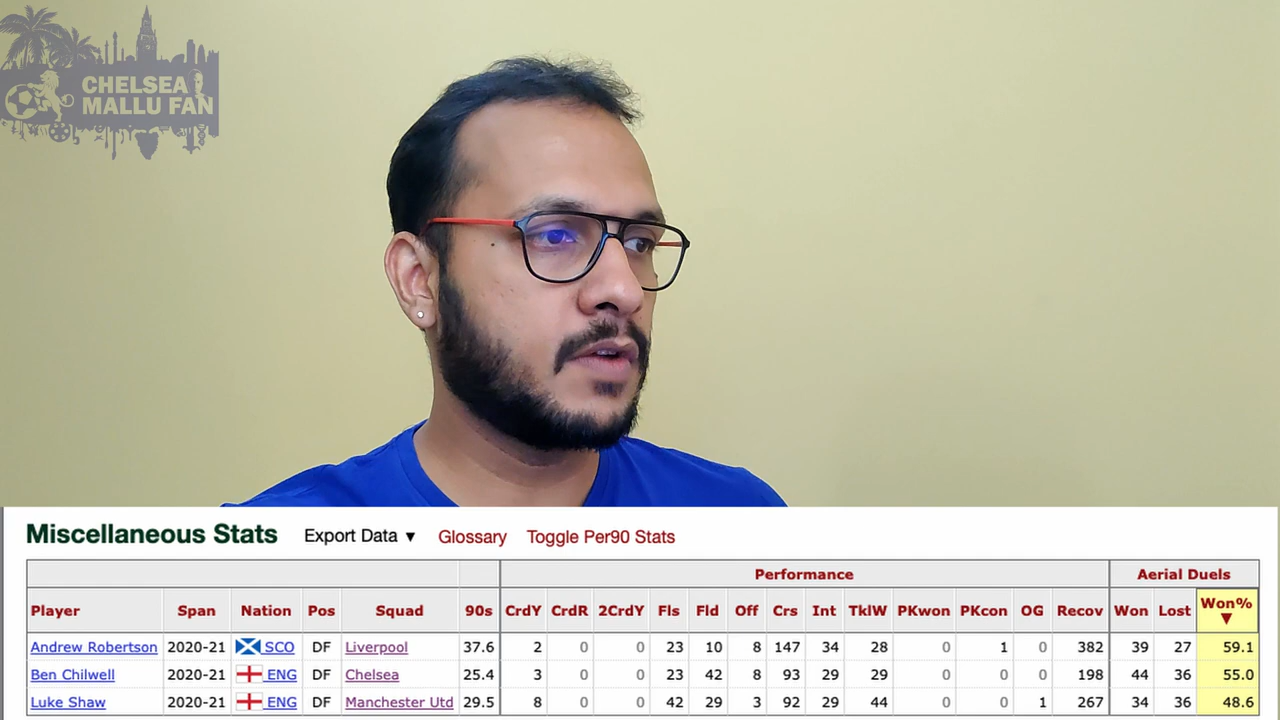 CHELSEA
MALLU FAN
Miscellaneous Stats Export Data ▼ Glossary Toggle Per90 Stats
Performance Aerial Duels
Player Span Nation Pos Squad 90s CrdY CrdR 2CrdY Fls Fld Off Crs Int TklW PKwon PKcon OG Recov Won Lost Won% ▼
Andrew Robertson 2020-21 SCO DF Liverpool 37.6 2 0 0 23 10 8 147 34 28 0 1 0 382 39 27 59.1
Ben Chilwell 2020-21 ENG DF Chelsea 25.4 3 0 0 23 42 8 93 29 29 0 0 0 198 44 36 55.0
Luke Shaw 2020-21 ENG DF Manchester Utd 29.5 8 0 0 42 29 3 92 29 44 0 0 1 267 34 36 48.6